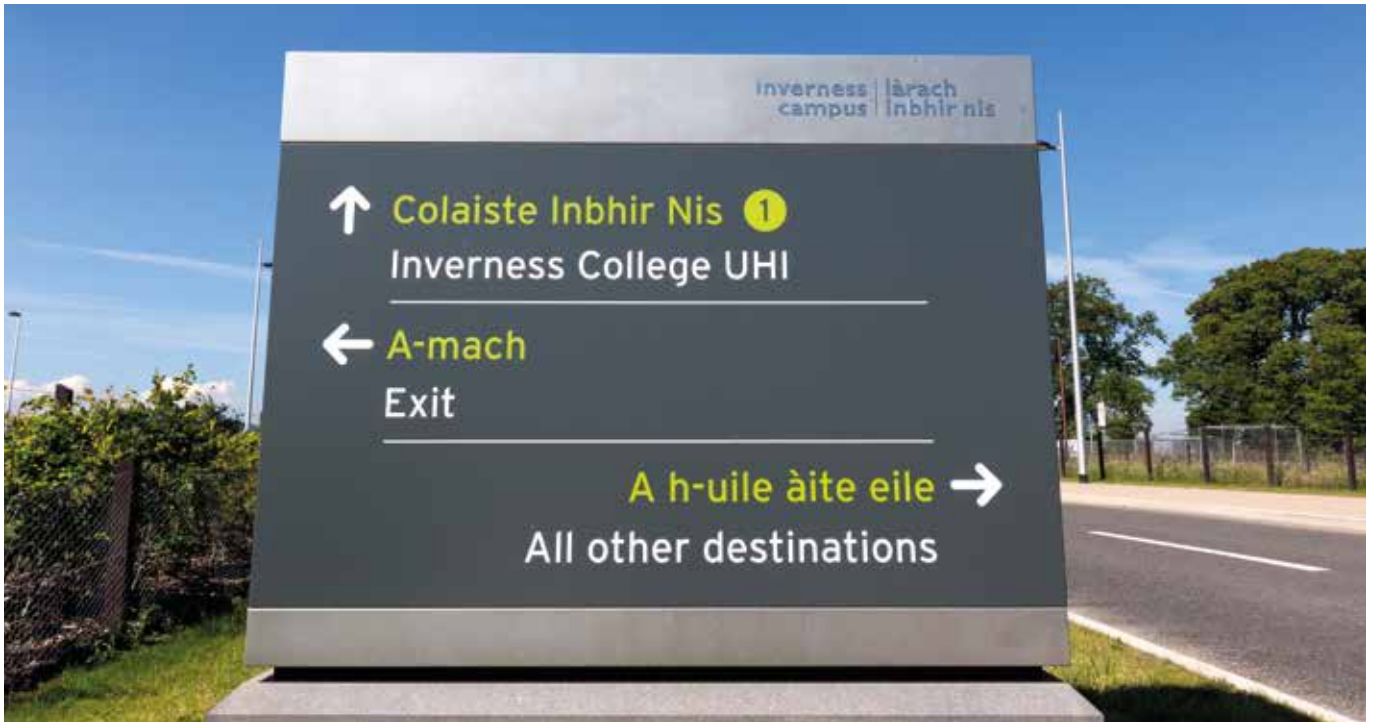 inverness | làrach
campus | inbhir nis
Colaiste Inbhir Nis 1
Inverness College UHI
A-mach
Exit
A h-uile àite eile
All other destinations